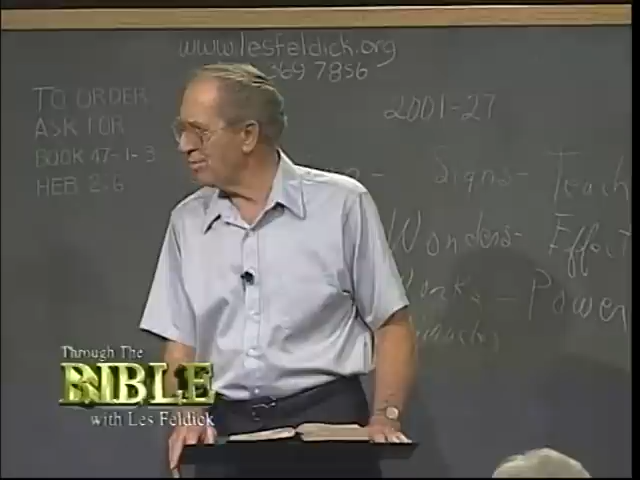 www.lesfeldick.org
369 7856
TO ORDER
ASK FOR
BOOK 47-1-3
HEB 2:6
2001-27
Signs- Teach
Wonders- Effect
Works - Power
Through The
BIBLE
with Les Feldick